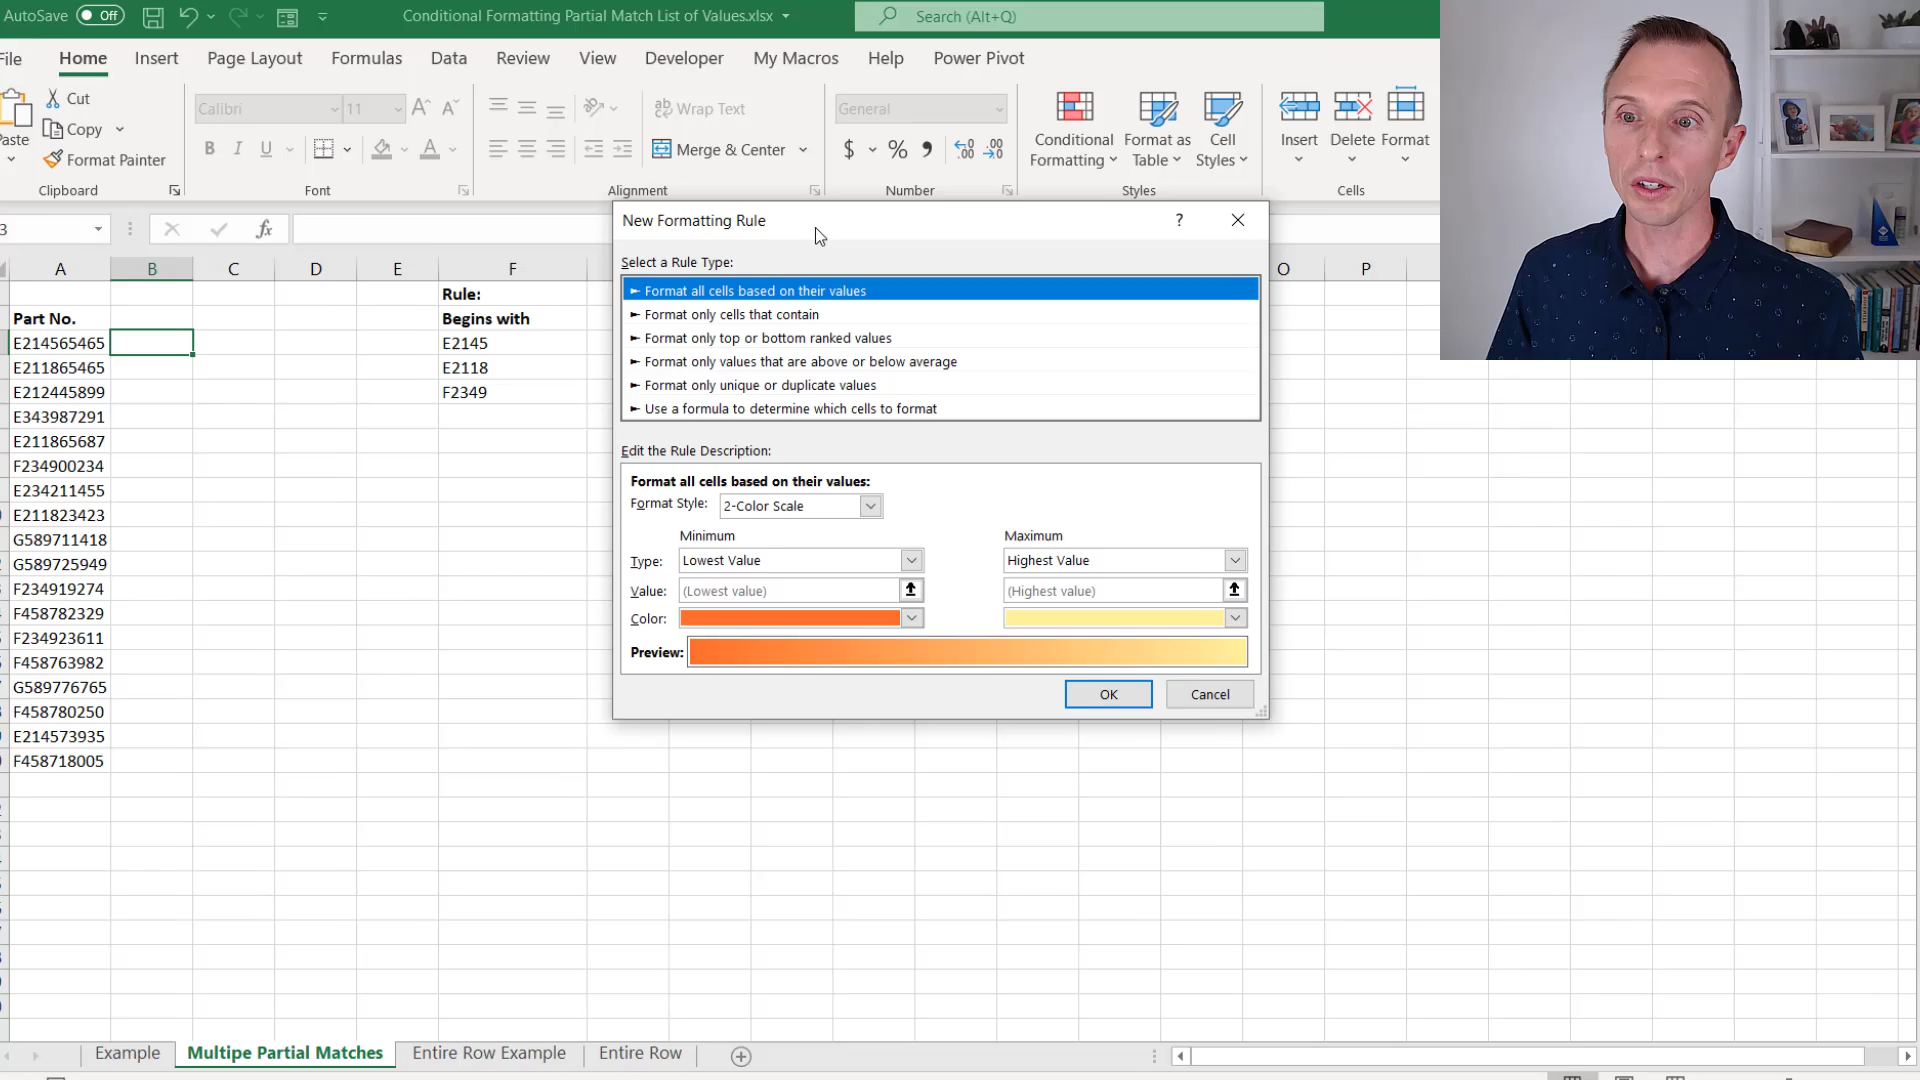 AutoSave Off Conditional Formatting Partial Match List of Values.xlsx Search (Alt+Q)
File Home Insert Page Layout Formulas Data Review View Developer My Macros Help Power Pivot
Paste Cut Copy Format Painter Clipboard
Calibri 11 B I U Font
ab Wrap Text Merge & Center Alignment
General $ % Number
Conditional Formatting Format as Table Cell Styles Styles
Insert Delete Format Cells
3 fx
A B C D E F O P
Rule:
Part No. Begins with
E214565465 E2145
E211865465 E2118
E212445899 F2349
E343987291
E211865687
F234900234
E234211455
E211823423
G589711418
G589725949
F234919274
F458782329
F234923611
F458763982
G589776765
F458780250
E214573935
F458718005
New Formatting Rule ?
Select a Rule Type:
► Format all cells based on their values
► Format only cells that contain
► Format only top or bottom ranked values
► Format only values that are above or below average
► Format only unique or duplicate values
► Use a formula to determine which cells to format
Edit the Rule Description:
Format all cells based on their values:
Format Style: 2-Color Scale
Minimum Maximum
Type: Lowest Value Highest Value
Value: (Lowest value) (Highest value)
Color:
Preview:
OK Cancel
Example Multipe Partial Matches Entire Row Example Entire Row